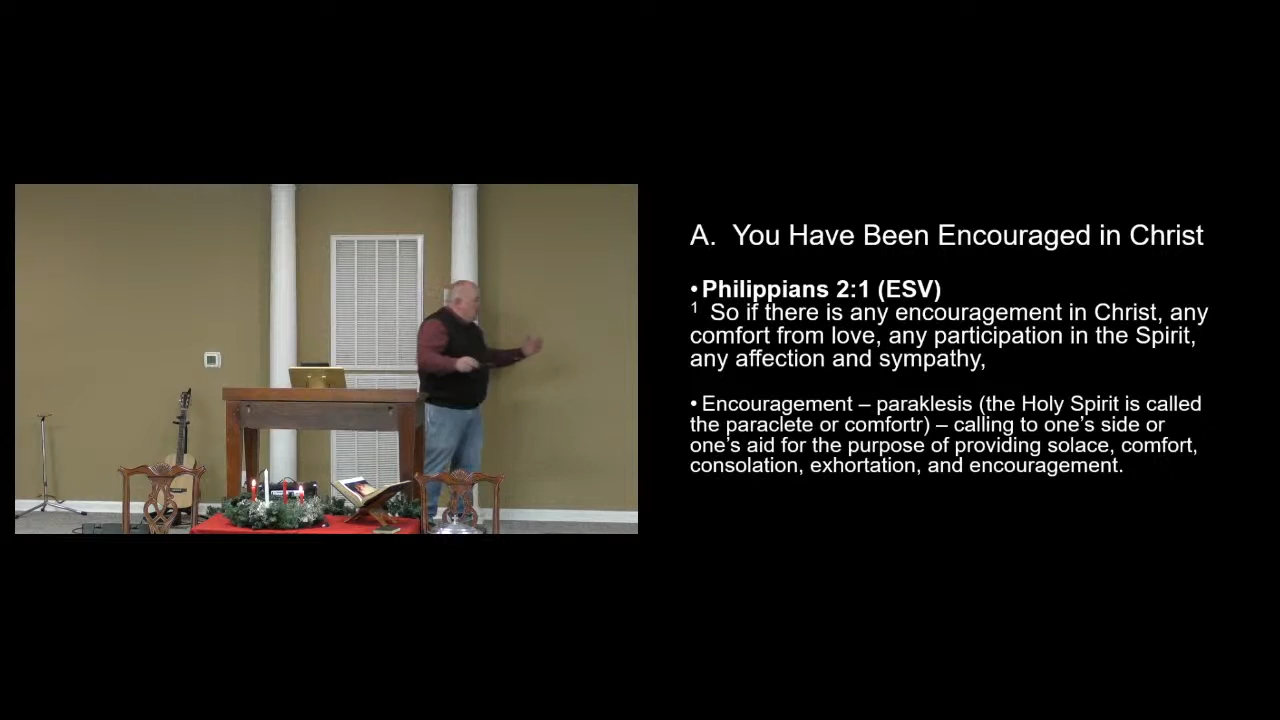 A. You Have Been Encouraged in Christ
•Philippians 2:1 (ESV)
1 So if there is any encouragement in Christ, any
comfort from love, any participation in the Spirit,
any affection and sympathy,
•Encouragement – paraklesis (the Holy Spirit is called
the paraclete or comfortr) – calling to one's side or
one's aid for the purpose of providing solace, comfort,
consolation, exhortation, and encouragement.